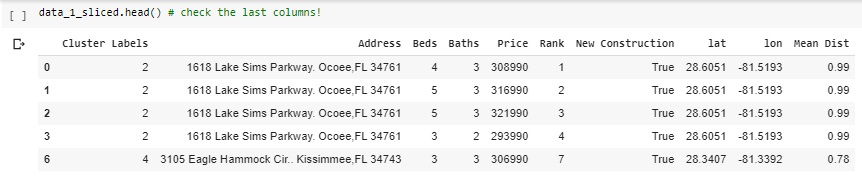 [ ] data_1_sliced.head() # check the last columns!
Cluster Labels Address Beds Baths Price Rank New Construction lat lon Mean Dist
0 2 1618 Lake Sims Parkway. Ocoee,FL 34761 4 3 308990 1 True 28.6051 -81.5193 0.99
1 2 1618 Lake Sims Parkway. Ocoee,FL 34761 5 3 316990 2 True 28.6051 -81.5193 0.99
2 2 1618 Lake Sims Parkway. Ocoee,FL 34761 5 3 321990 3 True 28.6051 -81.5193 0.99
3 2 1618 Lake Sims Parkway. Ocoee,FL 34761 3 2 293990 4 True 28.6051 -81.5193 0.99
6 4 3105 Eagle Hammock Cir.. Kissimmee,FL 34743 3 3 306990 7 True 28.3407 -81.3392 0.78